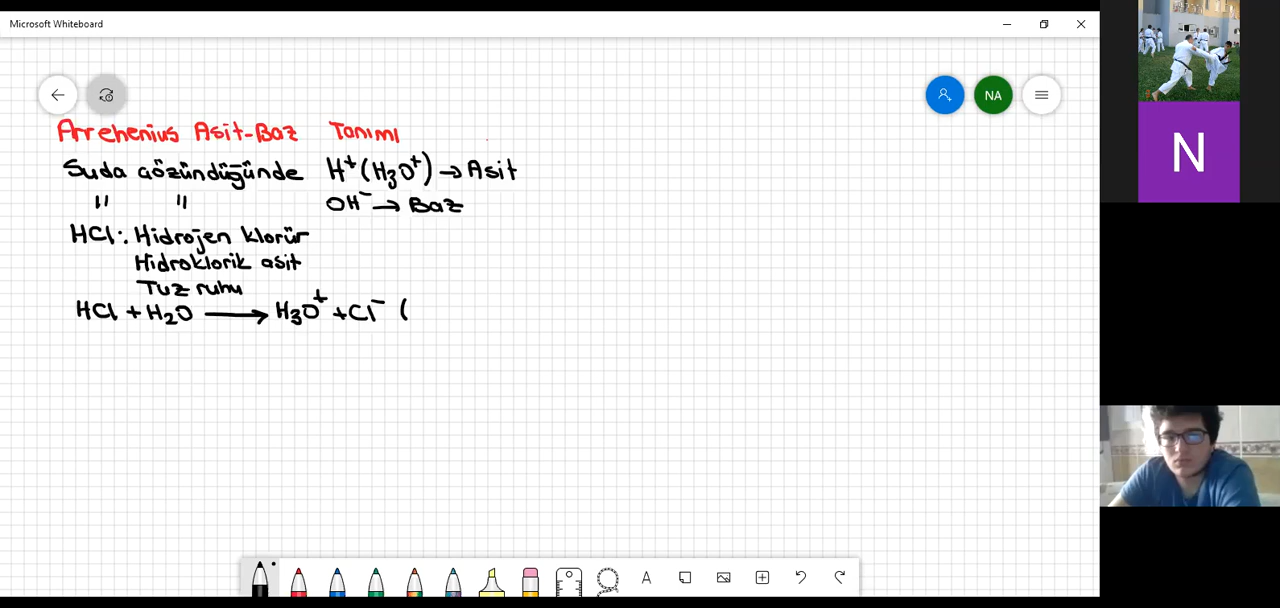 Microsoft Whiteboard
NA
Arrehenius Asit-Baz Tanımı
Suda çözündüğünde H⁺(H₃O⁺) → Asit
" " OH⁻ → Baz
HCl: Hidrojen klorür
Hidroklorik asit
Tuz ruhu
HCl + H₂O ⟶ H₃O⁺ + Cl⁻ (
A
N